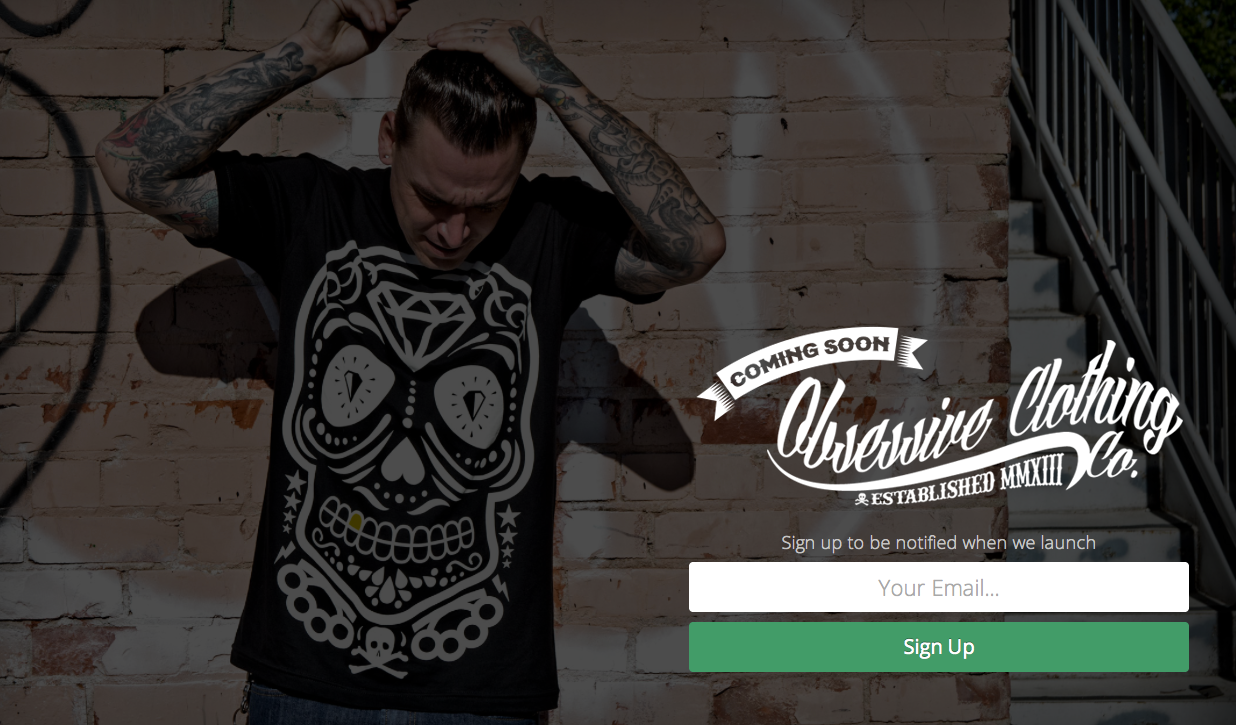 COMING SOON
Obsessive Clothing
Co.
ESTABLISHED MMXIII
Sign up to be notified when we launch
Your Email...
Sign Up